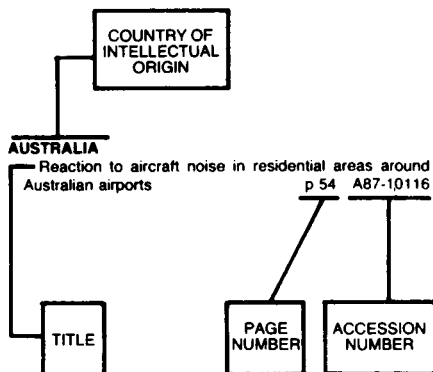 COUNTRY OF
INTELLECTUAL
ORIGIN
AUSTRALIA
Reaction to aircraft noise in residential areas around
Australian airports p 54 A87-10116
TITLE
PAGE
NUMBER
ACCESSION
NUMBER